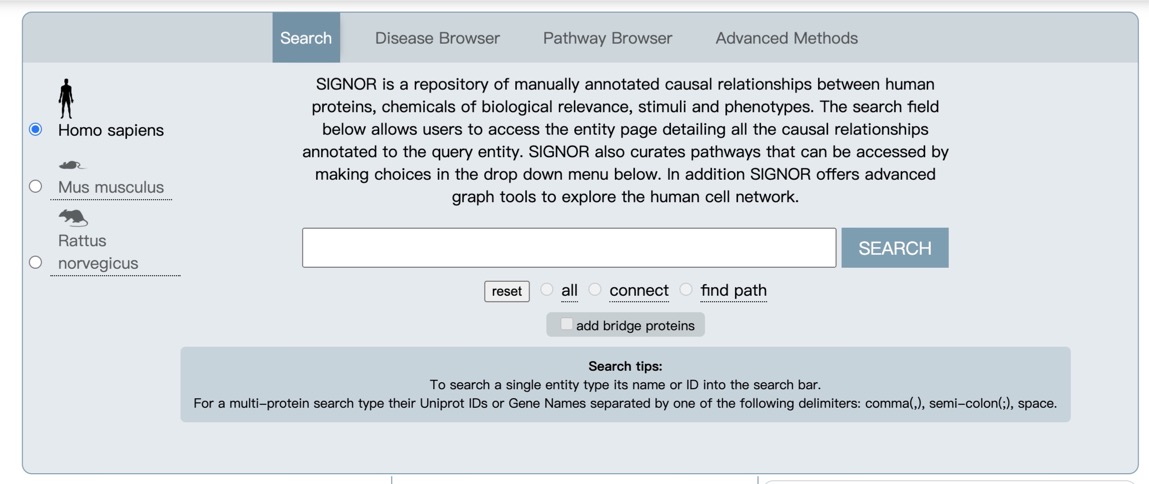 Search Disease Browser Pathway Browser Advanced Methods
SIGNOR is a repository of manually annotated causal relationships between human
proteins, chemicals of biological relevance, stimuli and phenotypes. The search field
below allows users to access the entity page detailing all the causal relationships
annotated to the query entity. SIGNOR also curates pathways that can be accessed by
making choices in the drop down menu below. In addition SIGNOR offers advanced
graph tools to explore the human cell network.
Homo sapiens
Mus musculus
Rattus
norvegicus
SEARCH
reset all connect find path
add bridge proteins
Search tips:
To search a single entity type its name or ID into the search bar.
For a multi-protein search type their Uniprot IDs or Gene Names separated by one of the following delimiters: comma(,), semi-colon(;), space.